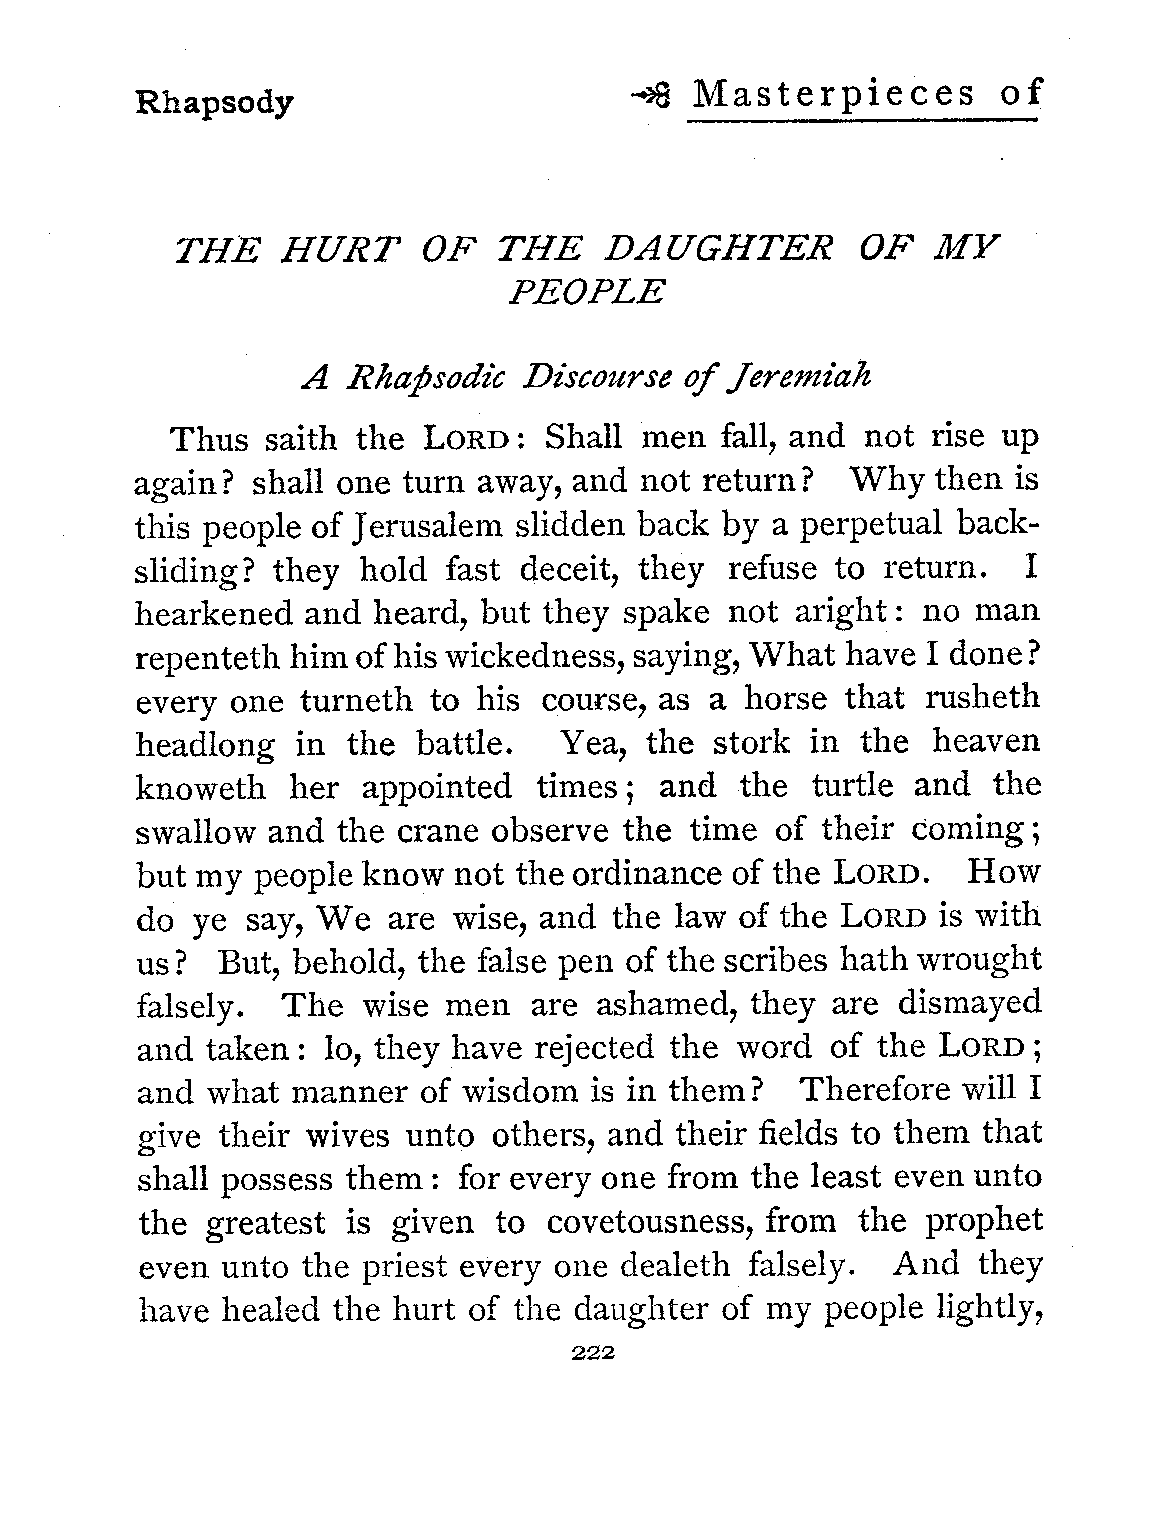 Rhapsody Masterpieces of
THE HURT OF THE DAUGHTER OF MY
PEOPLE
A Rhapsodic Discourse of Jeremiah
Thus saith the LORD: Shall men fall, and not rise up
again? shall one turn away, and not return? Why then is
this people of Jerusalem slidden back by a perpetual back-
sliding? they hold fast deceit, they refuse to return. I
hearkened and heard, but they spake not aright: no man
repenteth him of his wickedness, saying, What have I done?
every one turneth to his course, as a horse that rusheth
headlong in the battle. Yea, the stork in the heaven
knoweth her appointed times; and the turtle and the
swallow and the crane observe the time of their coming;
but my people know not the ordinance of the LORD. How
do ye say, We are wise, and the law of the LORD is with
us? But, behold, the false pen of the scribes hath wrought
falsely. The wise men are ashamed, they are dismayed
and taken: lo, they have rejected the word of the LORD;
and what manner of wisdom is in them? Therefore will I
give their wives unto others, and their fields to them that
shall possess them: for every one from the least even unto
the greatest is given to covetousness, from the prophet
even unto the priest every one dealeth falsely. And they
have healed the hurt of the daughter of my people lightly,
222